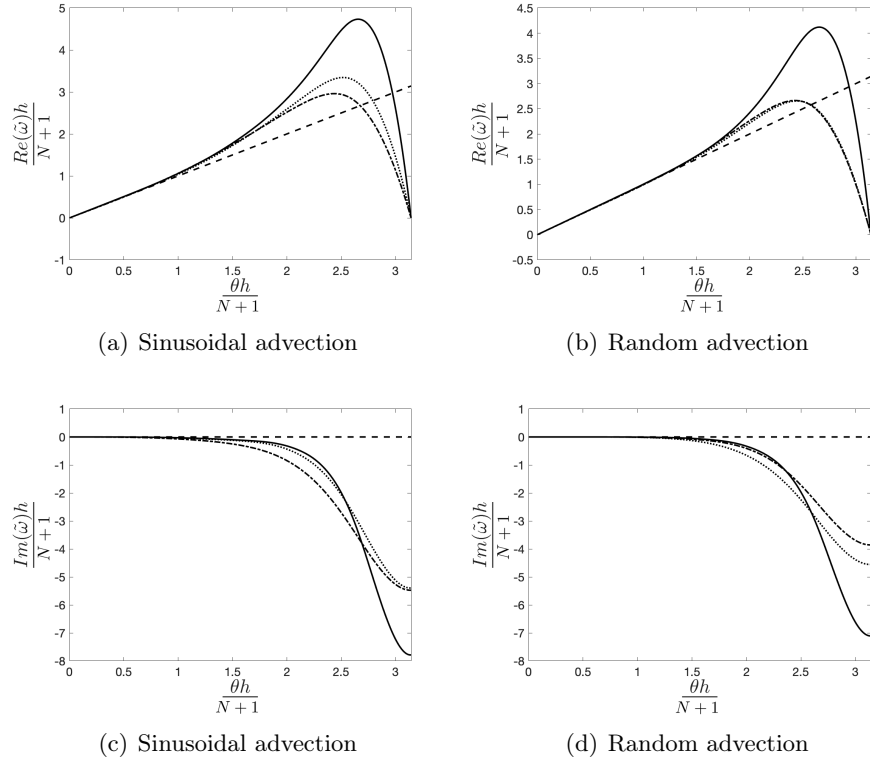 5
4
3
2
1
0
-1
Re(ω̃)h
N + 1
0 0.5 1 1.5 2 2.5 3
θh
N + 1
(a) Sinusoidal advection
4.5
4
3.5
3
2.5
2
1.5
1
0.5
0
-0.5
Re(ω̃)h
N + 1
0 0.5 1 1.5 2 2.5 3
θh
N + 1
(b) Random advection
1
0
-1
-2
-3
-4
-5
-6
-7
-8
Im(ω̃)h
N + 1
0 0.5 1 1.5 2 2.5 3
θh
N + 1
(c) Sinusoidal advection
1
0
-1
-2
-3
-4
-5
-6
-7
-8
Im(ω̃)h
N + 1
0 0.5 1 1.5 2 2.5 3
θh
N + 1
(d) Random advection